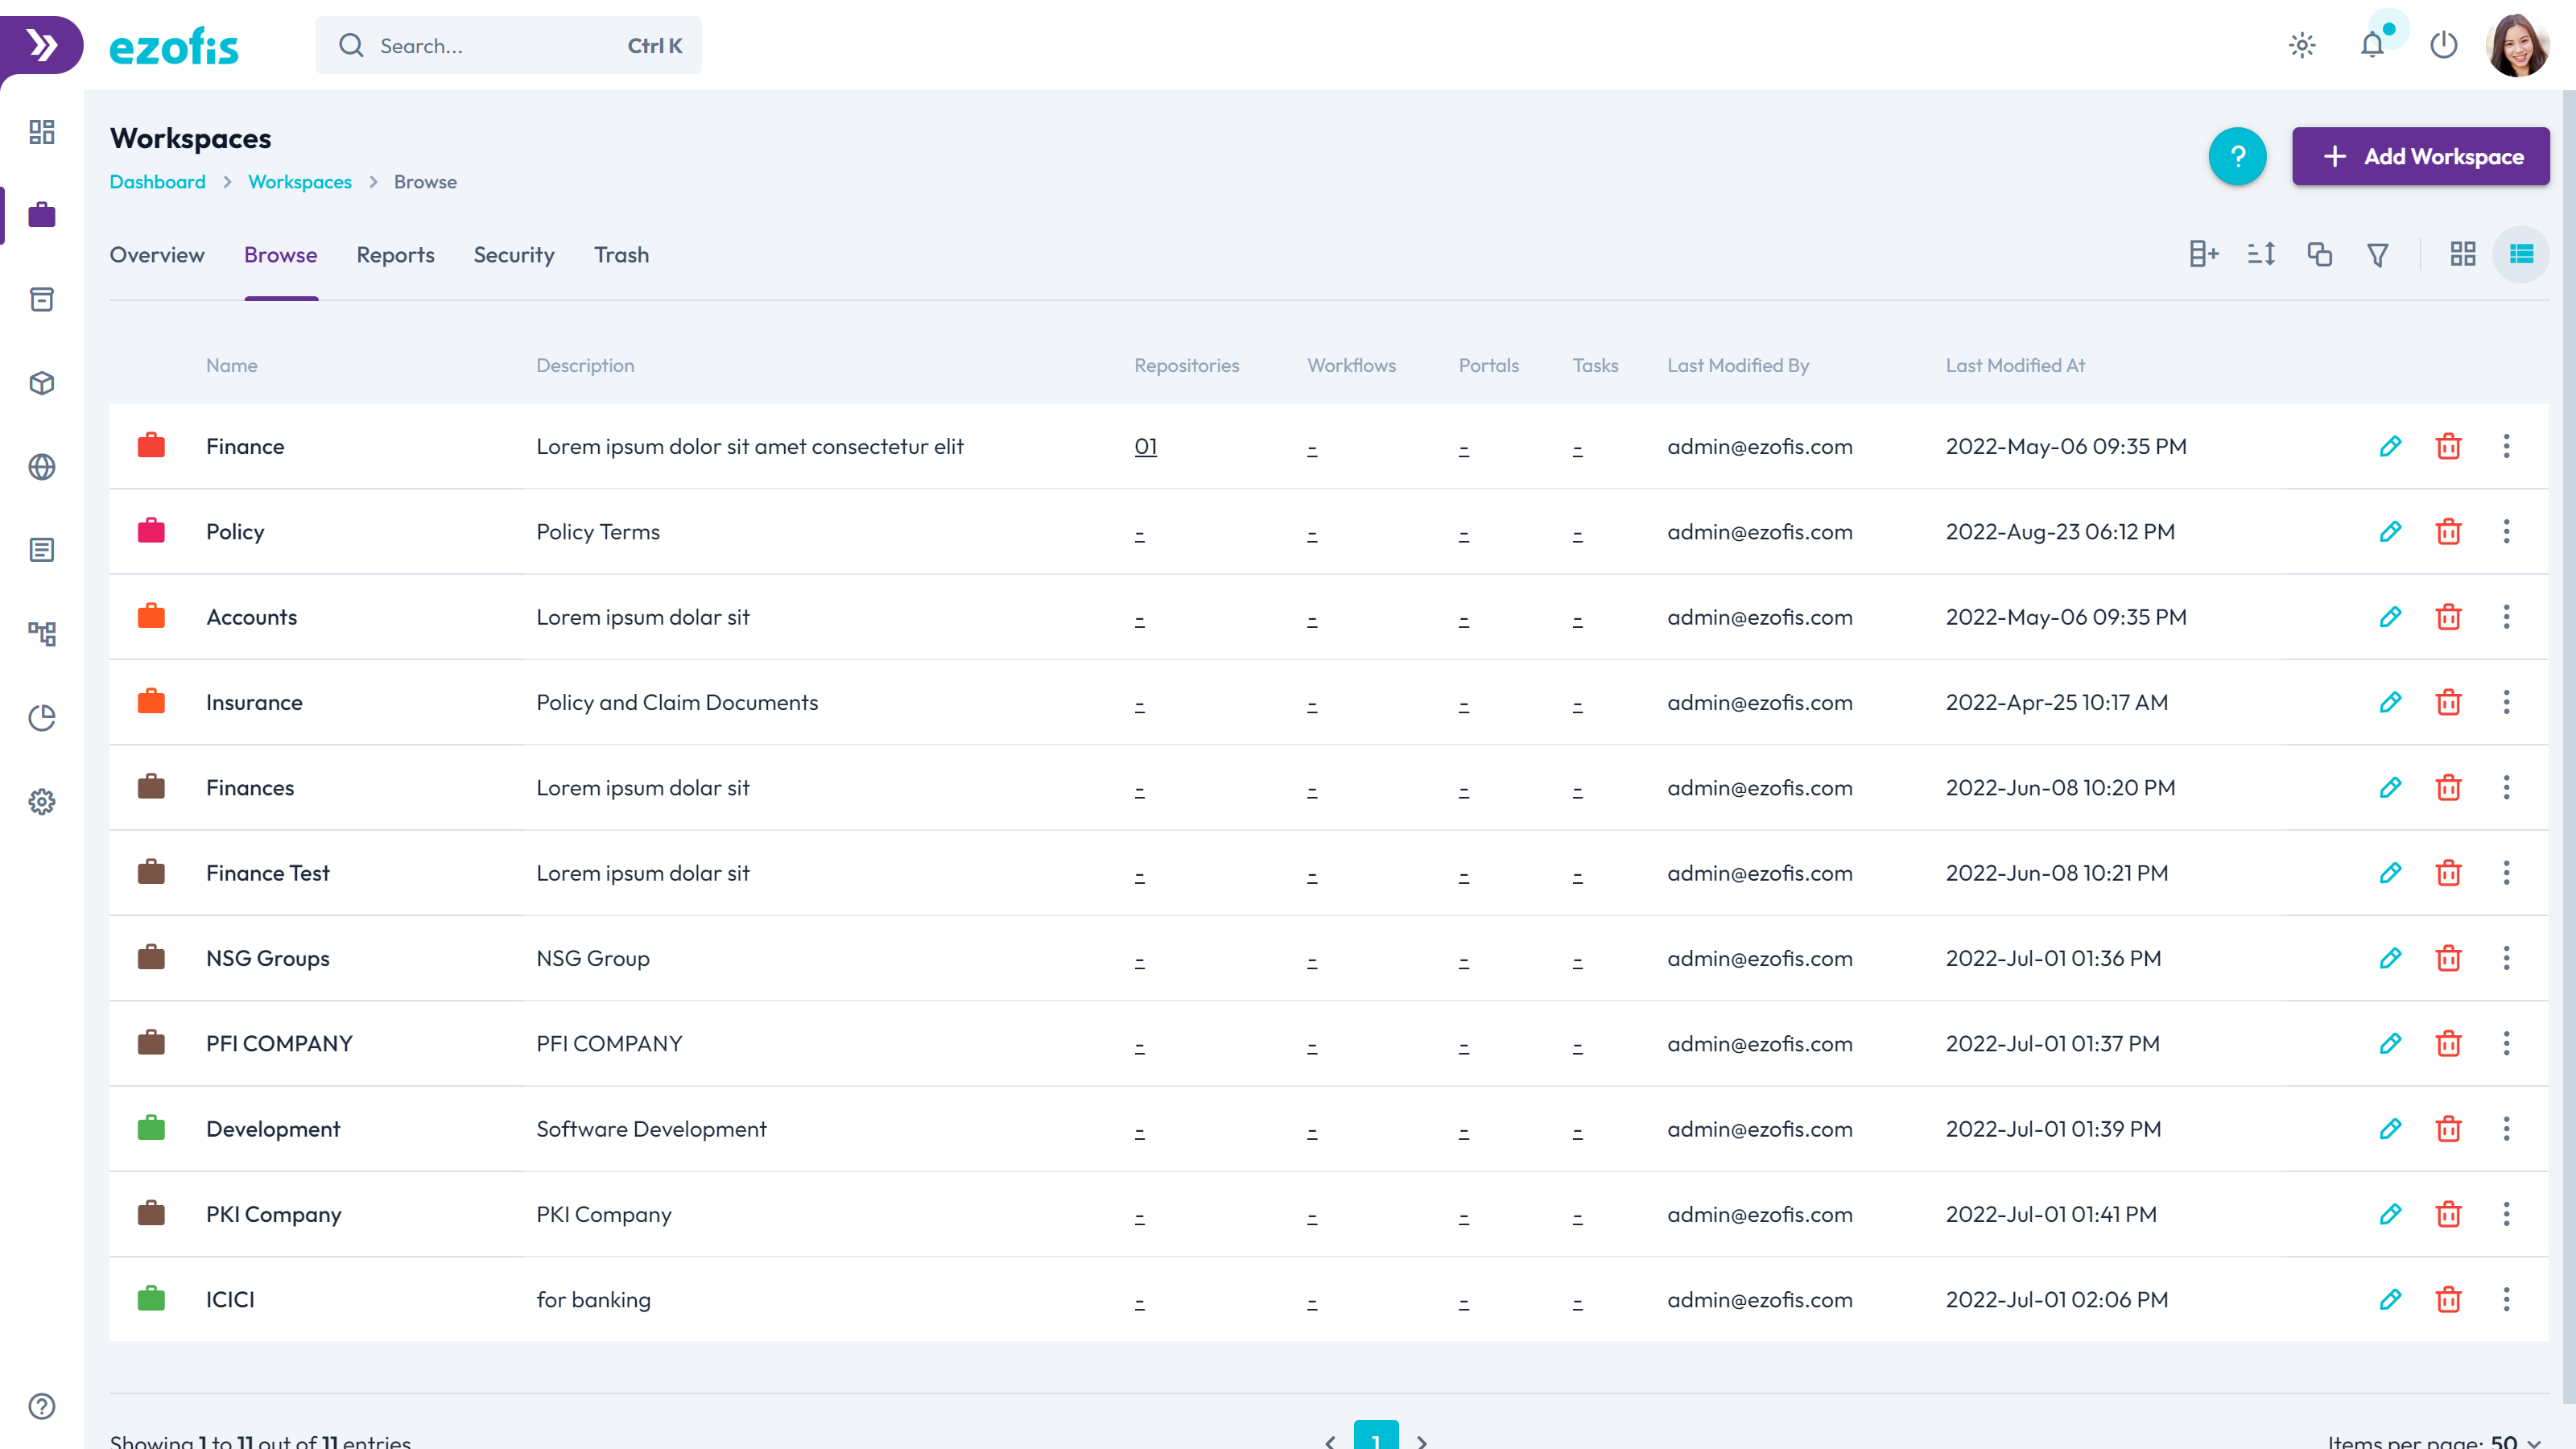 ezofis Search... Ctrl K
Workspaces
Dashboard Workspaces Browse
? Add Workspace
Overview Browse Reports Security Trash
Name Description Repositories Workflows Portals Tasks Last Modified By Last Modified At
Finance Lorem ipsum dolor sit amet consectetur elit 01 - - - admin@ezofis.com 2022-May-06 09:35 PM
Policy Policy Terms - - - - admin@ezofis.com 2022-Aug-23 06:12 PM
Accounts Lorem ipsum dolar sit - - - - admin@ezofis.com 2022-May-06 09:35 PM
Insurance Policy and Claim Documents - - - - admin@ezofis.com 2022-Apr-25 10:17 AM
Finances Lorem ipsum dolar sit - - - - admin@ezofis.com 2022-Jun-08 10:20 PM
Finance Test Lorem ipsum dolar sit - - - - admin@ezofis.com 2022-Jun-08 10:21 PM
NSG Groups NSG Group - - - - admin@ezofis.com 2022-Jul-01 01:36 PM
PFI COMPANY PFI COMPANY - - - - admin@ezofis.com 2022-Jul-01 01:37 PM
Development Software Development - - - - admin@ezofis.com 2022-Jul-01 01:39 PM
PKI Company PKI Company - - - - admin@ezofis.com 2022-Jul-01 01:41 PM
ICICI for banking - - - - admin@ezofis.com 2022-Jul-01 02:06 PM
Showing 1 to 11 out of 11 entries 1 Items per page: 50